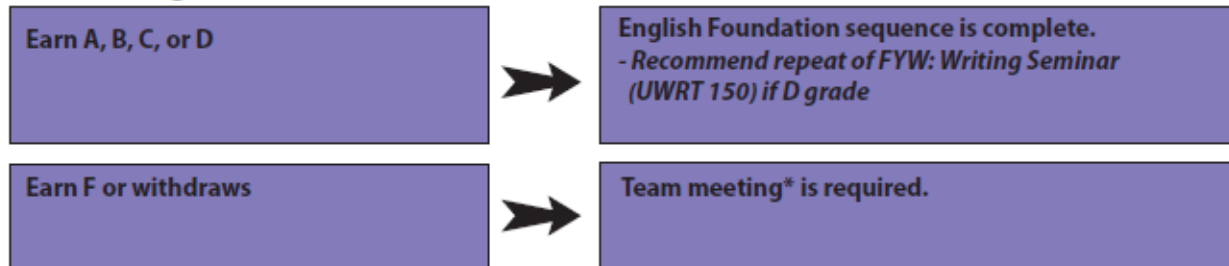 Earn A, B, C, or D
English Foundation sequence is complete.
- Recommend repeat of FYW: Writing Seminar
(UWRT 150) if D grade
Earn F or withdraws
Team meeting* is required.